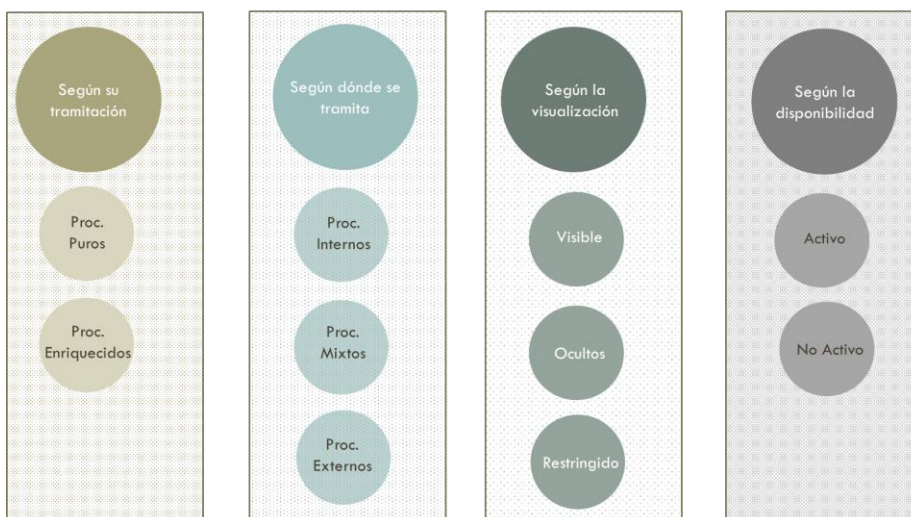 Según su
tramitación
Proc.
Puros
Proc.
Enriquecidos
Según dónde se
tramita
Proc.
Internos
Proc.
Mixtos
Proc.
Externos
Según la
visualización
Visible
Ocultos
Restringido
Según la
disponibilidad
Activo
No Activo